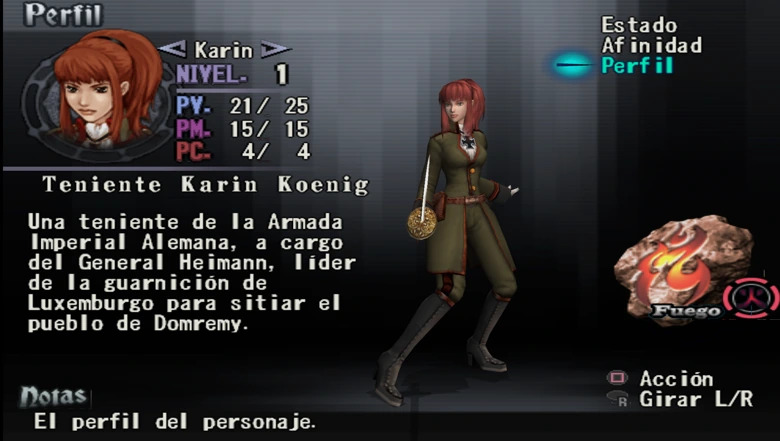 Perfil
Karin
NIVEL. 1
PV. 21/ 25
PM. 15/ 15
PC. 4/ 4
Teniente Karin Koenig
Una teniente de la Armada
Imperial Alemana, a cargo
del General Heimann, líder
de la guarnición de
Luxemburgo para sitiar el
pueblo de Domremy.
Estado
Afinidad
Perfil
Fuego
Acción
R Girar L/R
Notas
El perfil del personaje.